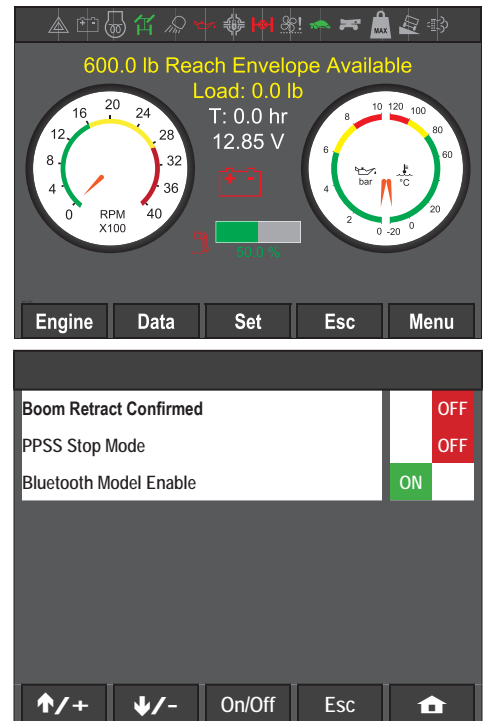 MAX
600.0 lb Reach Envelope Available
Load: 0.0 lb
T: 0.0 hr
12.85 V
0 4 8 12 16 20 24 28 32 36 40
RPM
X100
0 2 4 6 8 10
bar
120 100 80 60 20 0 -20
°C
50.0 %
Engine Data Set Esc Menu
Boom Retract Confirmed OFF
PPSS Stop Mode OFF
Bluetooth Model Enable ON
↑/+ ↓/- On/Off Esc